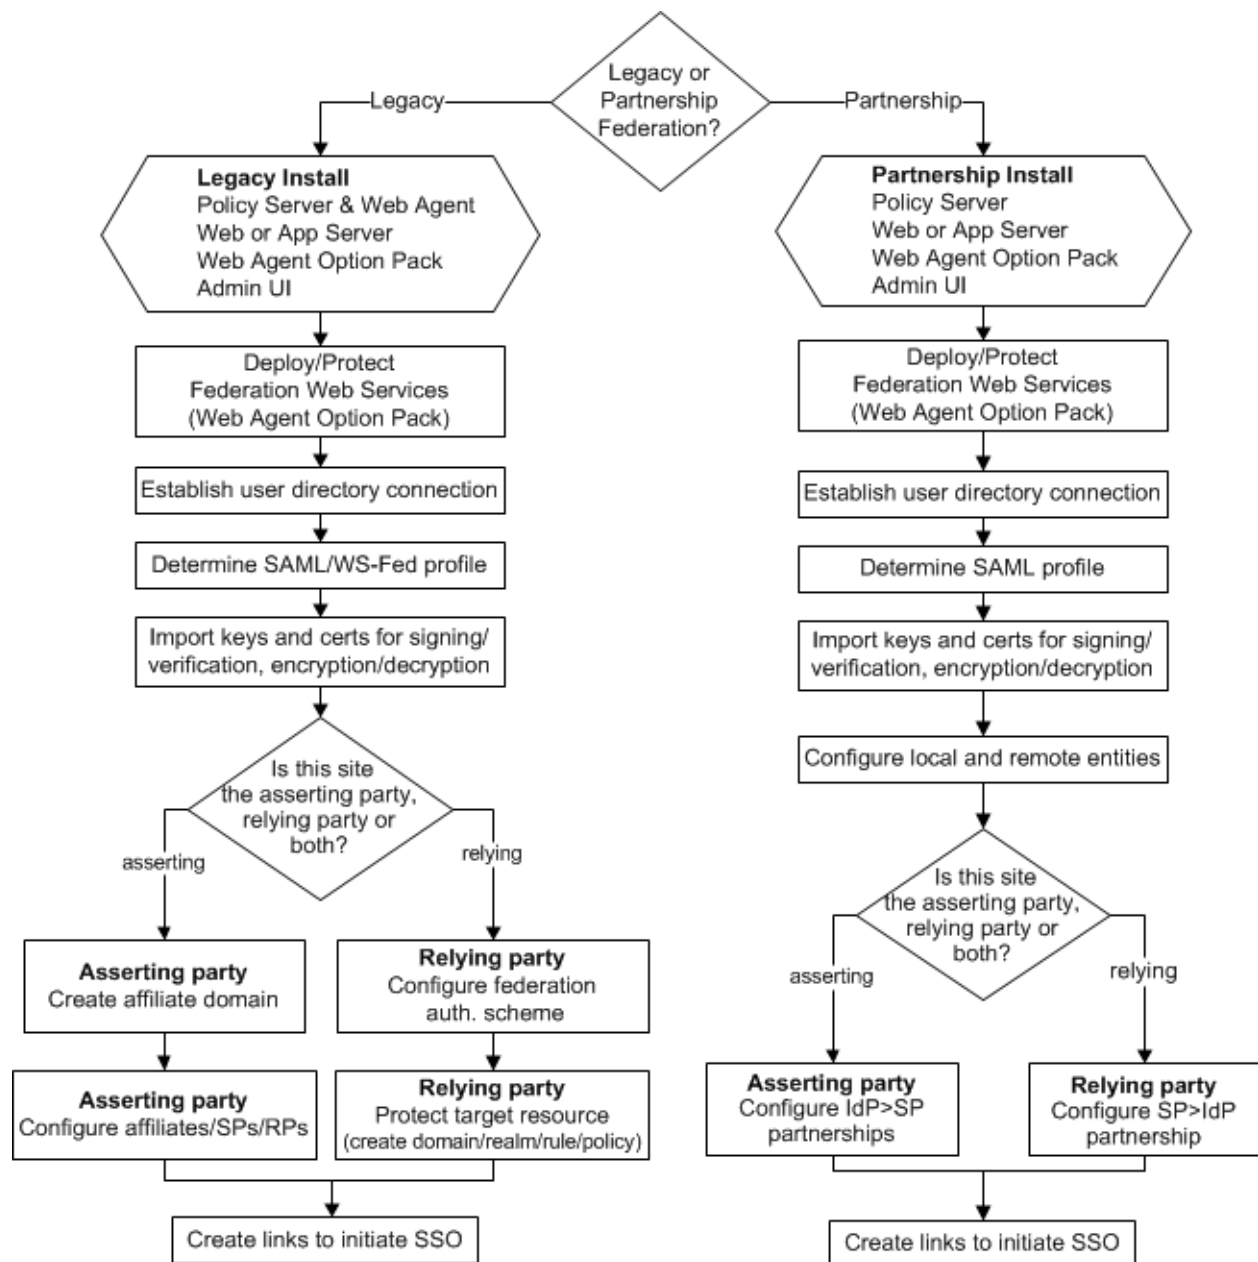 Legacy or
Partnership
Federation?
Legacy
Partnership
Legacy Install
Policy Server & Web Agent
Web or App Server
Web Agent Option Pack
Admin UI
Deploy/Protect
Federation Web Services
(Web Agent Option Pack)
Establish user directory connection
Determine SAML/WS-Fed profile
Import keys and certs for signing/
verification, encryption/decryption
Is this site
the asserting party,
relying party or
both?
asserting
relying
Asserting party
Create affiliate domain
Relying party
Configure federation
auth. scheme
Asserting party
Configure affiliates/SPs/RPs
Relying party
Protect target resource
(create domain/realm/rule/policy)
Create links to initiate SSO
Partnership Install
Policy Server
Web or App Server
Web Agent Option Pack
Admin UI
Deploy/Protect
Federation Web Services
(Web Agent Option Pack)
Establish user directory connection
Determine SAML profile
Import keys and certs for signing/
verification, encryption/decryption
Configure local and remote entities
Is this site
the asserting party,
relying party or
both?
asserting
relying
Asserting party
Configure IdP>SP
partnerships
Relying party
Configure SP>IdP
partnership
Create links to initiate SSO